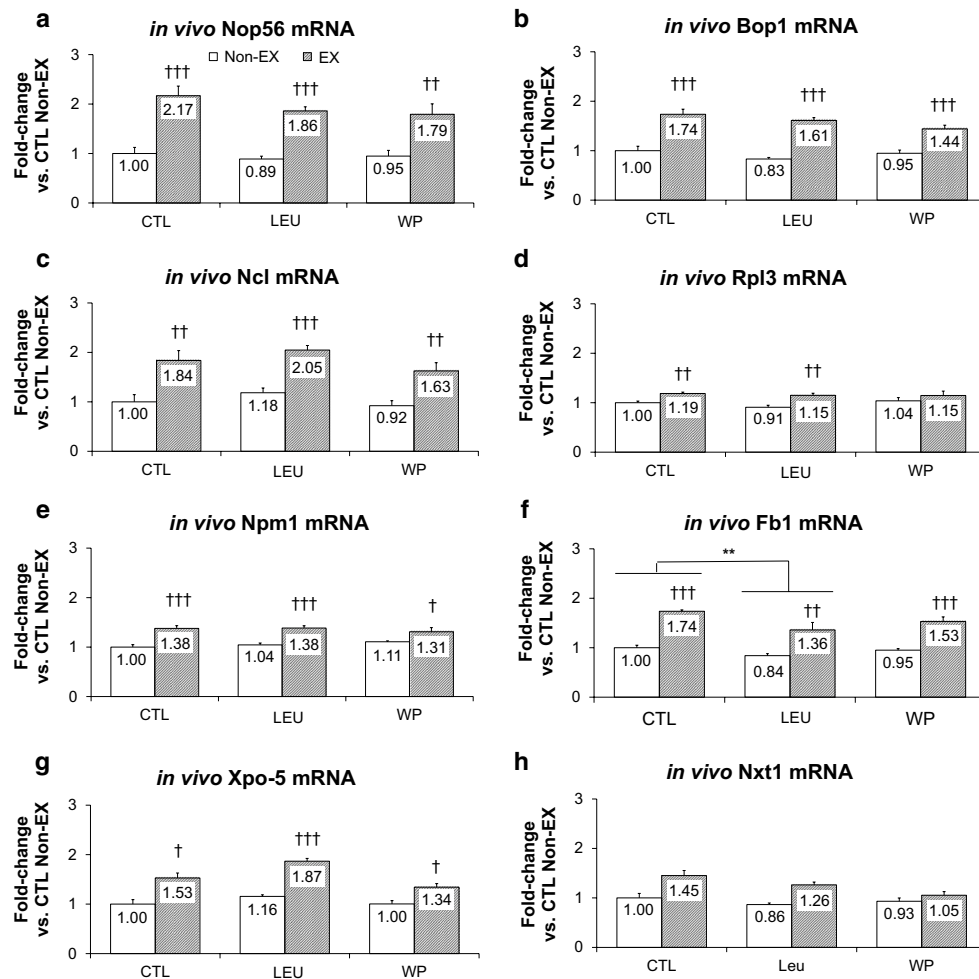 a
in vivo Nop56 mRNA
Fold-change
vs. CTL Non-EX
Non-EX EX
3
2
1
0
††† ††† ††
1.00 2.17 0.89 1.86 0.95 1.79
CTL LEU WP
b
in vivo Bop1 mRNA
Fold-change
vs. CTL Non-EX
3
2
1
0
††† ††† †††
1.00 1.74 0.83 1.61 0.95 1.44
CTL LEU WP
c
in vivo Ncl mRNA
Fold-change
vs. CTL Non-EX
3
2
1
0
†† ††† ††
1.00 1.84 1.18 2.05 0.92 1.63
CTL LEU WP
d
in vivo Rpl3 mRNA
Fold-change
vs. CTL Non-EX
3
2
1
0
†† ††
1.00 1.19 0.91 1.15 1.04 1.15
CTL LEU WP
e
in vivo Npm1 mRNA
Fold-change
vs. CTL Non-EX
3
2
1
0
††† ††† †
1.00 1.38 1.04 1.38 1.11 1.31
CTL LEU WP
f
in vivo Fb1 mRNA
Fold-change
vs. CTL Non-EX
3
2
1
0
**
††† †† †††
1.00 1.74 0.84 1.36 0.95 1.53
CTL LEU WP
g
in vivo Xpo-5 mRNA
Fold-change
vs. CTL Non-EX
3
2
1
0
† ††† †
1.00 1.53 1.16 1.87 1.00 1.34
CTL LEU WP
h
in vivo Nxt1 mRNA
Fold-change
vs. CTL Non-EX
3
2
1
0
1.00 1.45 0.86 1.26 0.93 1.05
CTL Leu WP